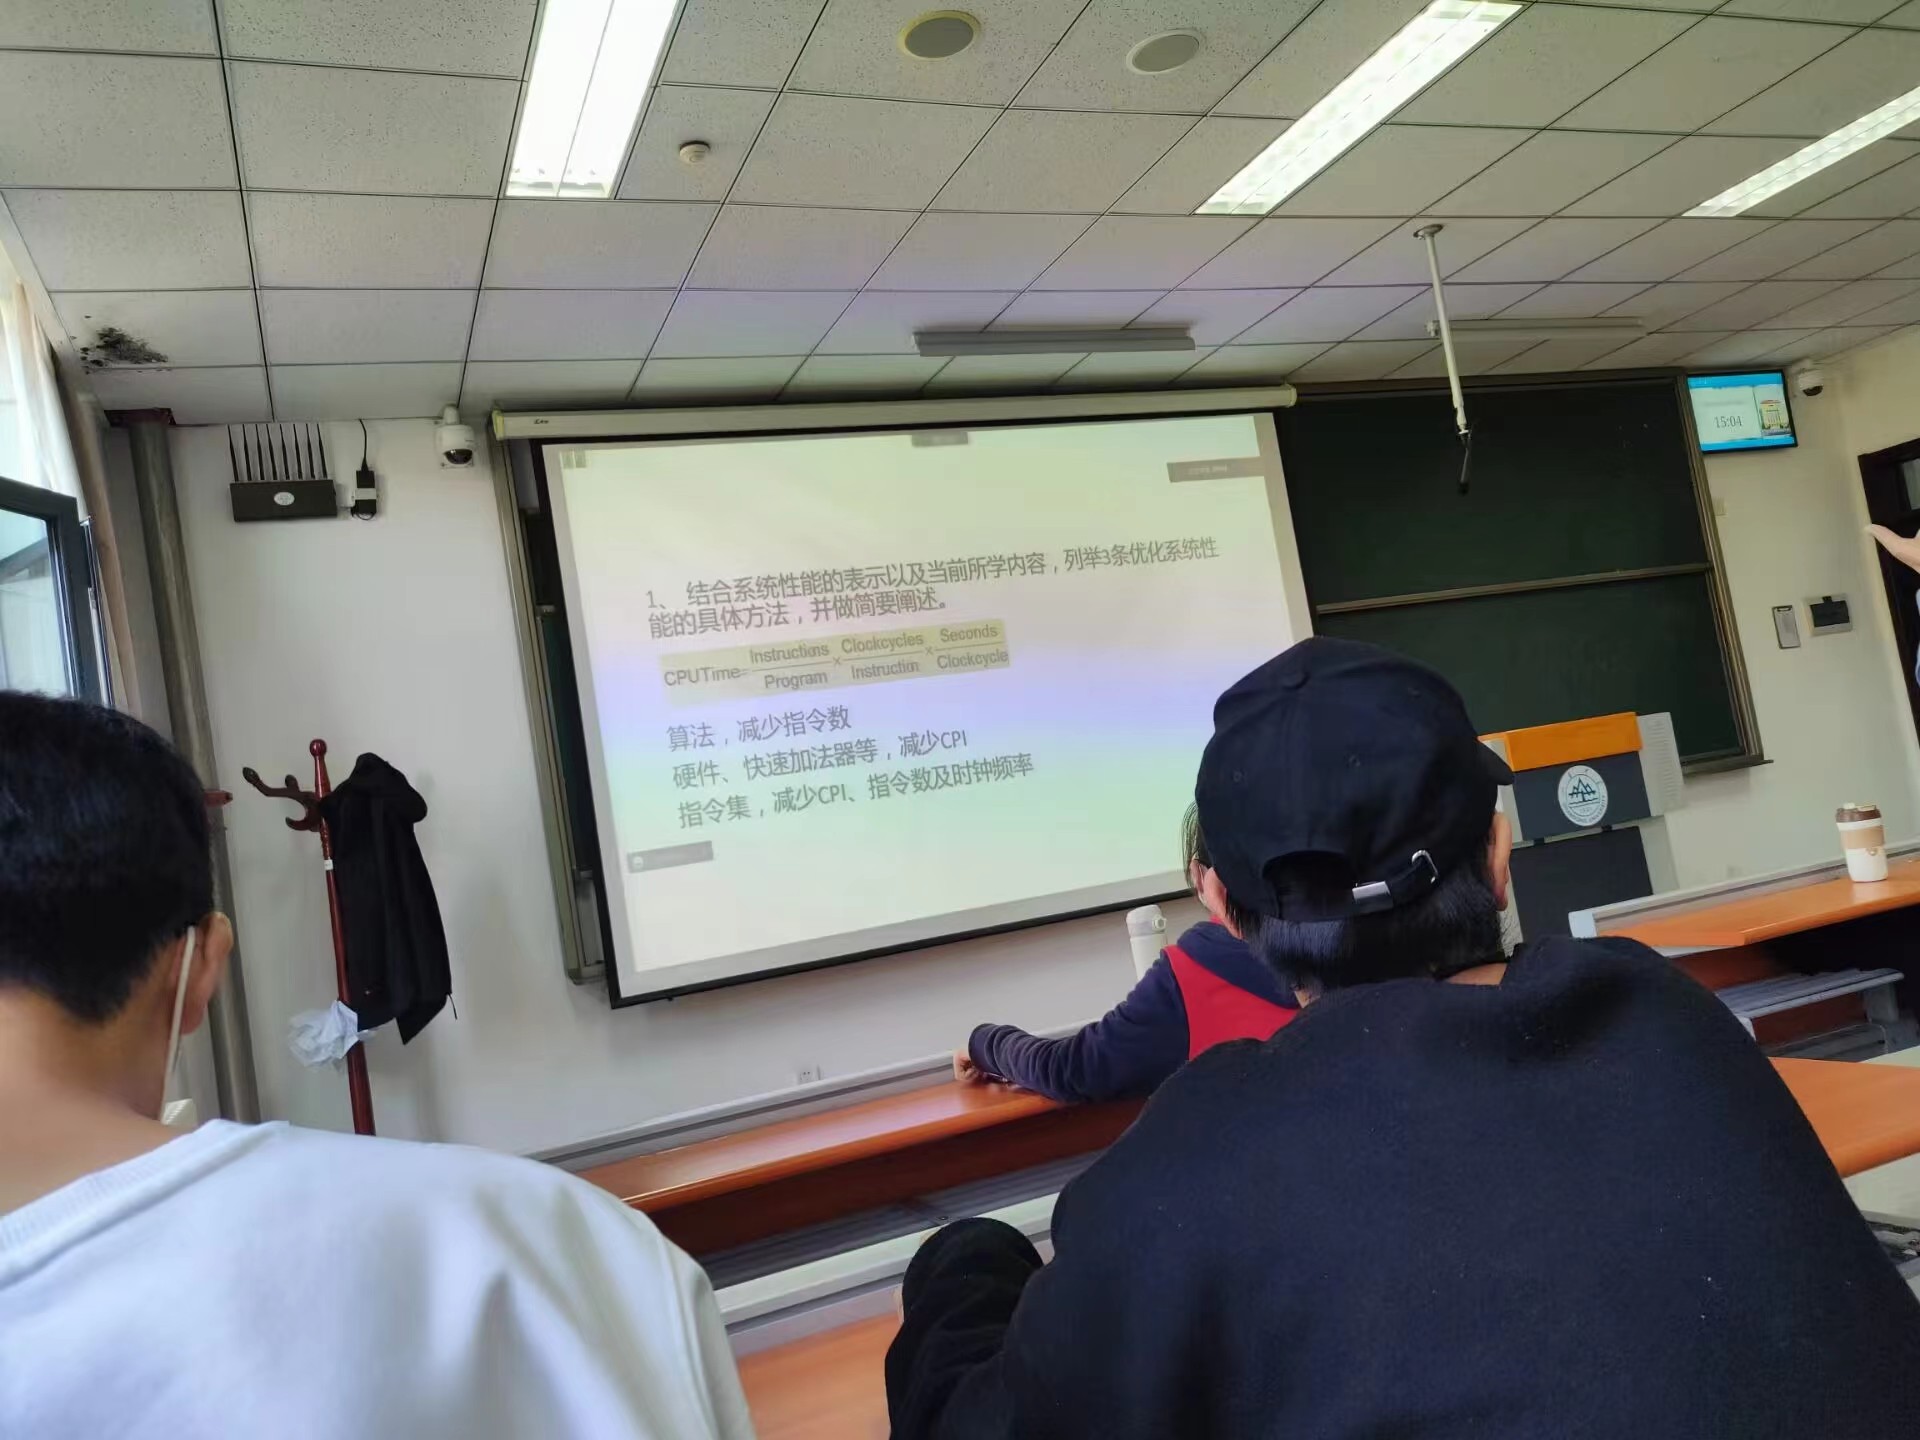 15:04
1、 结合系统性能的表示以及当前所学内容，列举3条优化系统性
能的具体方法，并做简要阐述。
CPUTime= Instructions/Program × Clockcycles/Instruction × Seconds/Clockcycle
算法，减少指令数
硬件、快速加法器等，减少CPI
指令集，减少CPI、指令数及时钟频率